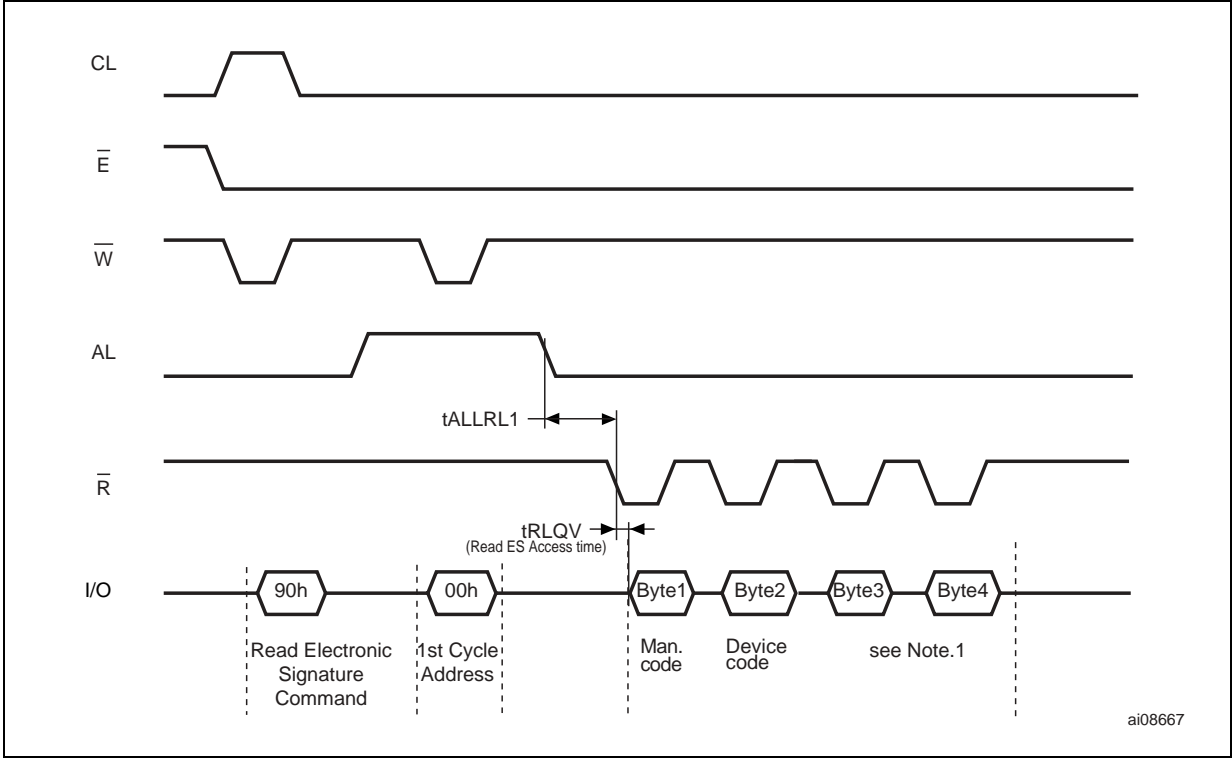 CL
E
W
AL
tALLRL1
R
tRLQV
(Read ES Access time)
I/O
90h
00h
Byte1
Byte2
Byte3
Byte4
Read Electronic
Signature
Command
1st Cycle
Address
Man.
code
Device
code
see Note.1
ai08667